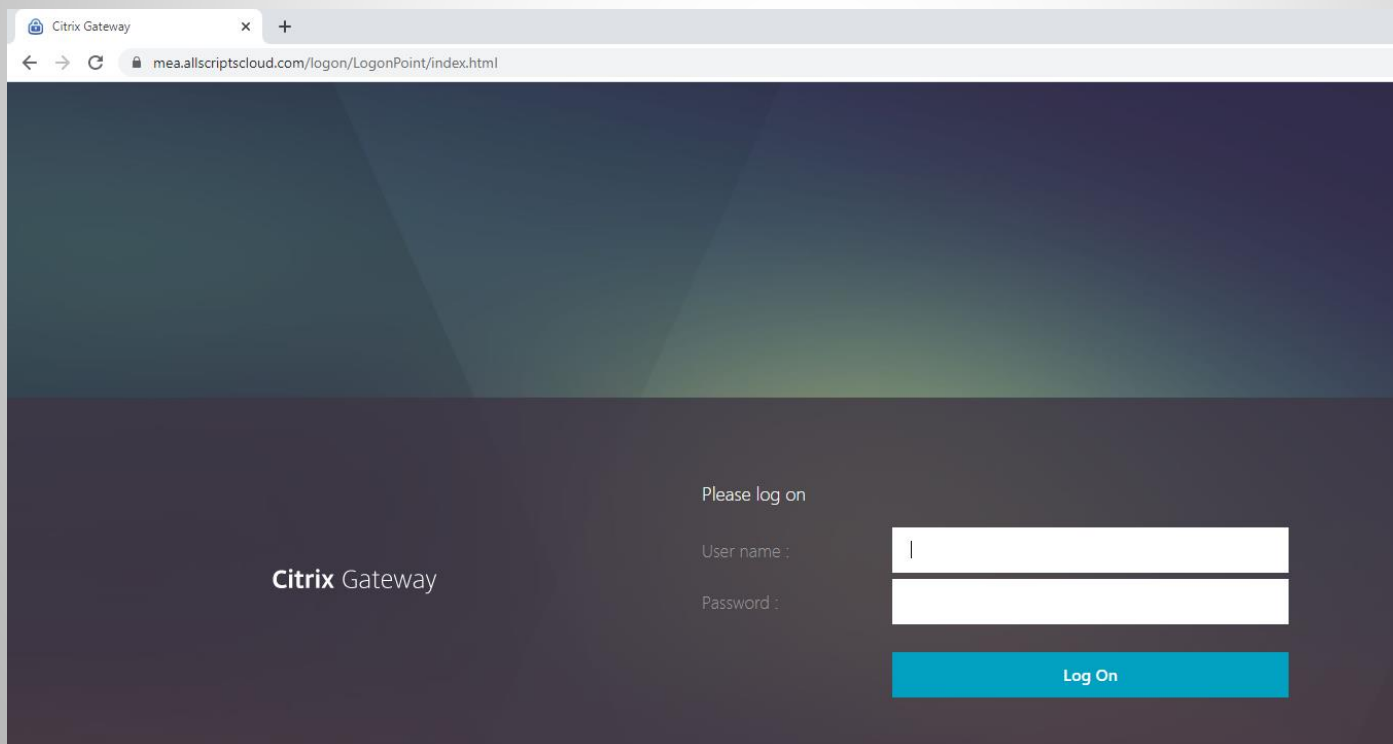 Citrix Gateway
mea.allscriptscloud.com/logon/LogonPoint/index.html
Please log on
User name :
Citrix Gateway
Password :
Log On